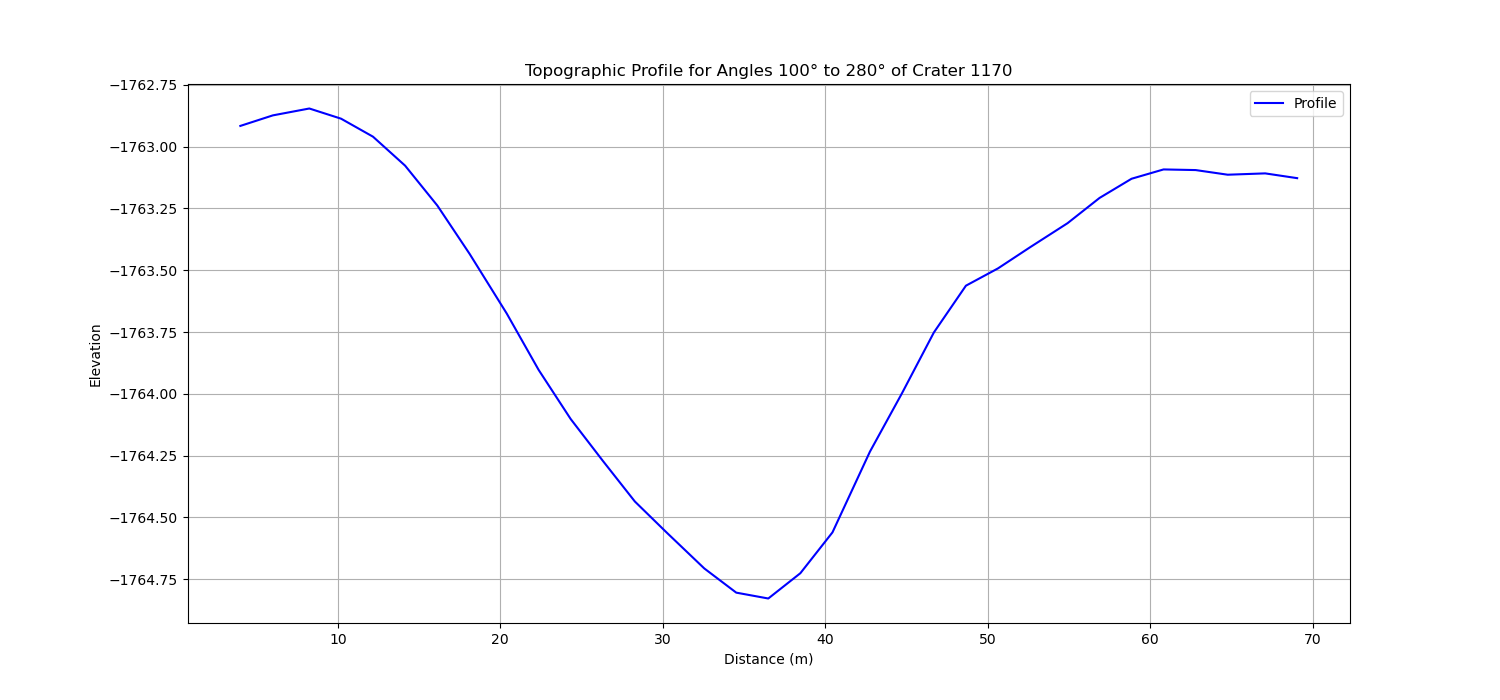 Topographic Profile for Angles 100° to 280° of Crater 1170
Profile
Elevation
−1762.75
−1763.00
−1763.25
−1763.50
−1763.75
−1764.00
−1764.25
−1764.50
−1764.75
10 20 30 40 50 60 70
Distance (m)